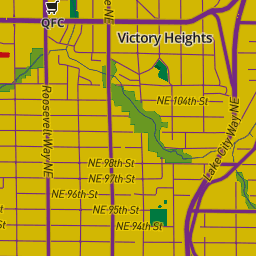 QFC
Victory Heights
NE 104th St
Roosevelt Way NE
NE
Lake City Way NE
NE 98th St
NE 97th St
NE 96th St
NE 95th St
NE 94th St